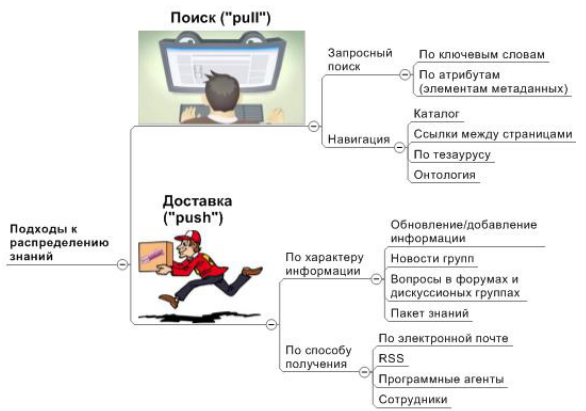 Поиск ("pull")
Запросный
поиск
По ключевым словам
По атрибутам
(элементам метаданных)
Навигация
Каталог
Ссылки между страницами
По тезаурусу
Онтология
Подходы к
распределению
знаний
Доставка
("push")
По характеру
информации
Обновление/добавление
информации
Новости групп
Вопросы в форумах и
дискуссионых группах
Пакет знаний
По способу
получения
По электронной почте
RSS
Программные агенты
Сотрудники